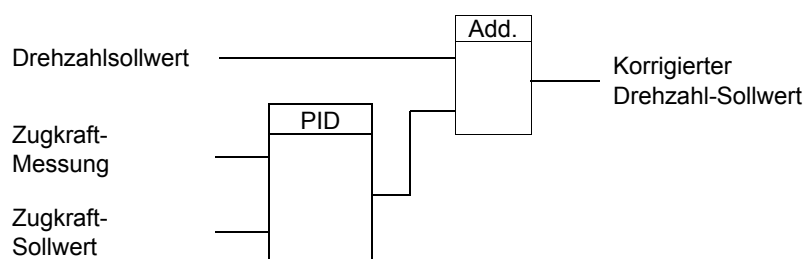 Add.
Drehzahlsollwert
Korrigierter
Drehzahl-Sollwert
PID
Zugkraft-
Messung
Zugkraft-
Sollwert